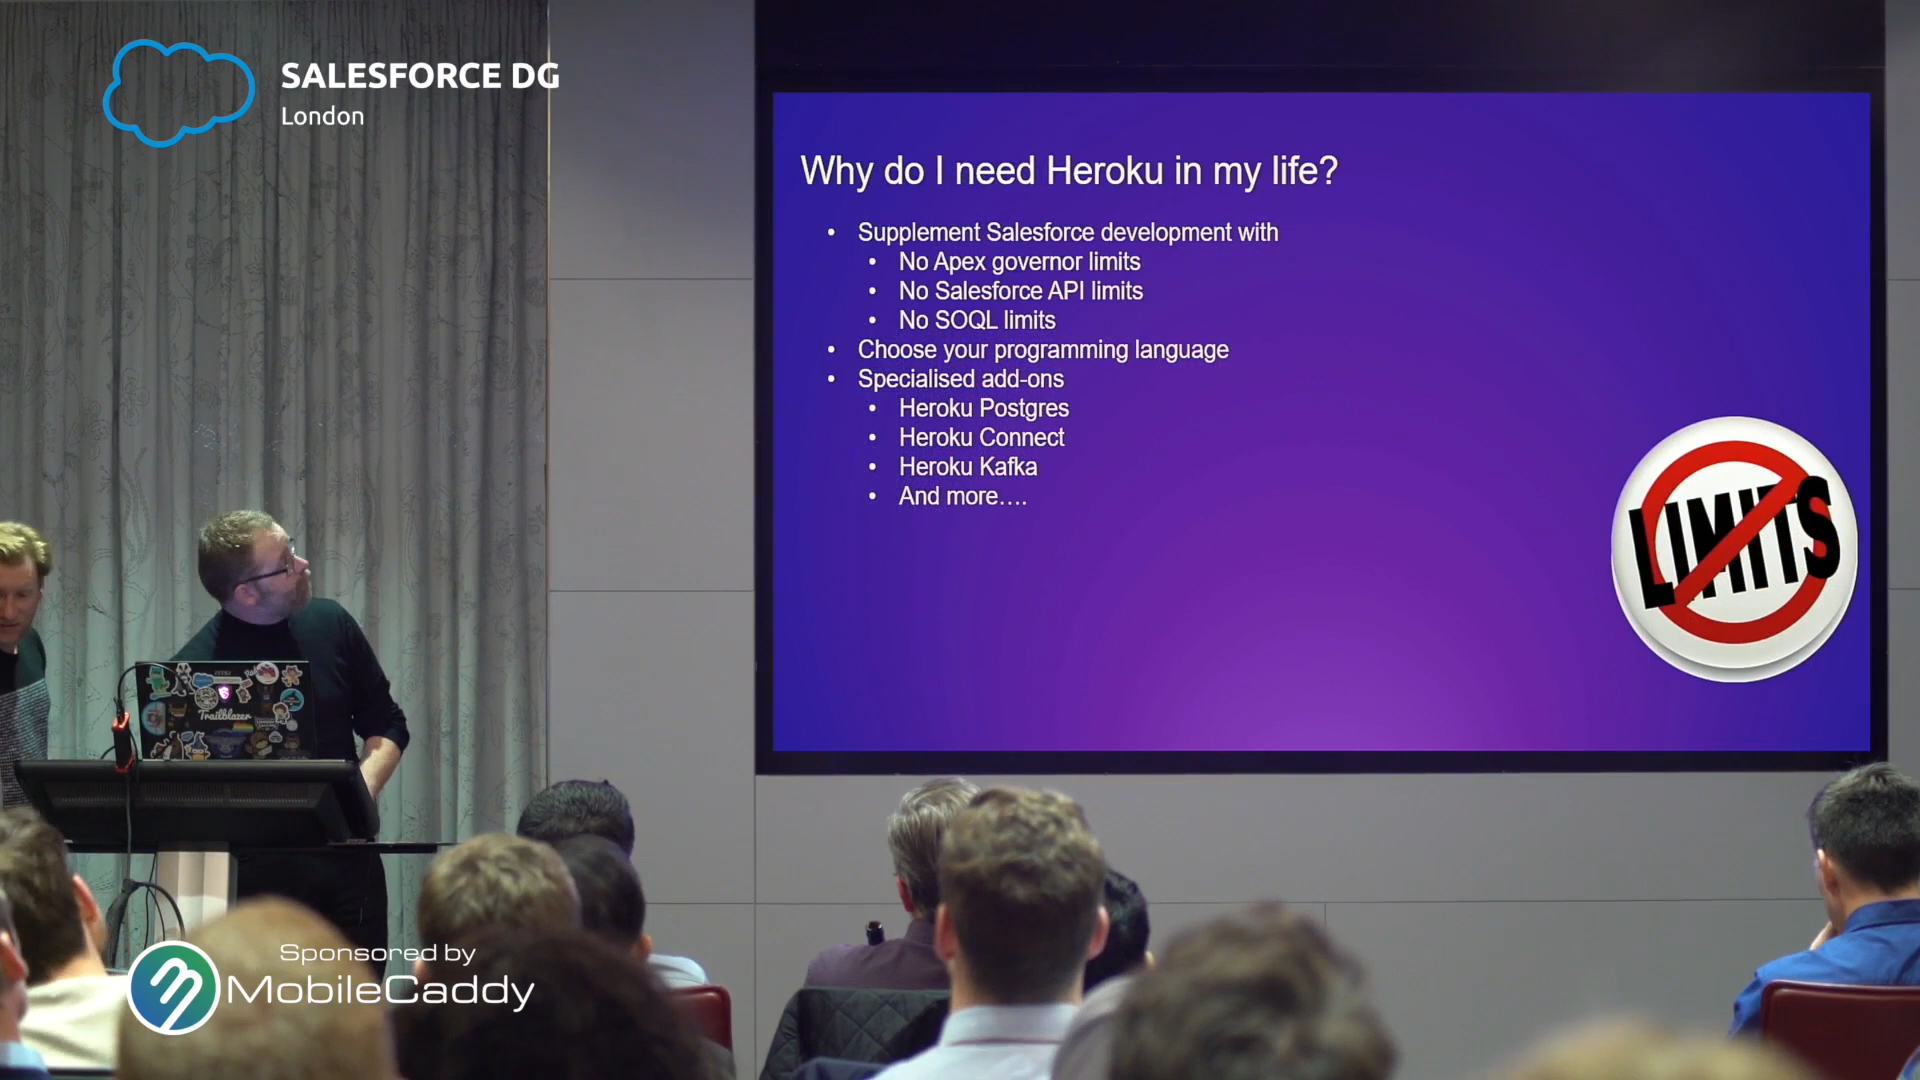 SALESFORCE DG
London
Why do I need Heroku in my life?
• Supplement Salesforce development with
• No Apex governor limits
• No Salesforce API limits
• No SOQL limits
• Choose your programming language
• Specialised add-ons
• Heroku Postgres
• Heroku Connect
• Heroku Kafka
• And more….
LIMITS
Trailblazer
Sponsored by
MobileCaddy